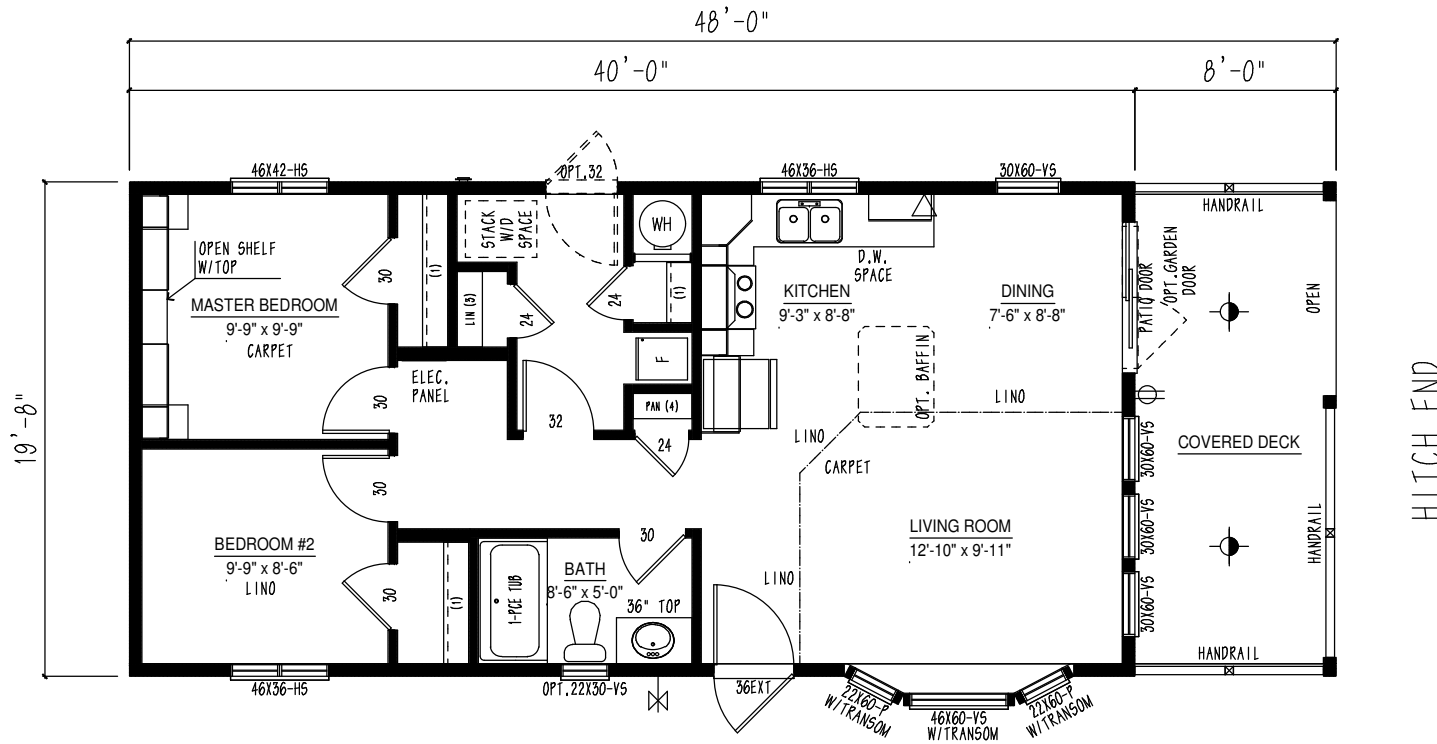 48'-0"
40'-0"
8'-0"
19'-8"
46X42-HS
OPT.32
46X36-HS
30X60-VS
HANDRAIL
OPEN SHELF
W/TOP
MASTER BEDROOM
9'-9" x 9'-9"
CARPET
30
(1)
STACK
W/D
SPACE
WH
LIN (3)
24
24
(1)
D.W.
SPACE
KITCHEN
9'-3" x 8'-8"
DINING
7'-6" x 8'-8"
PATIO DOOR
OPT.GARDEN
DOOR
OPEN
ELEC.
PANEL
30
F
32
PAN (4)
24
OPT. BAFFIN
LINO
LINO
CARPET
30X60-VS
COVERED DECK
HITCH END
30
BEDROOM #2
9'-9" x 8'-6"
LINO
30
(1)
1-PCE TUB
BATH
8'-6" x 5'-0"
30
36" TOP
LINO
LIVING ROOM
12'-10" x 9'-11"
30X60-VS
30X60-VS
HANDRAIL
HANDRAIL
46X36-HS
OPT.22X30-VS
36EXT
22X60-P
W/TRANSOM
46X60-VS
W/TRANSOM
22X60-P
W/TRANSOM